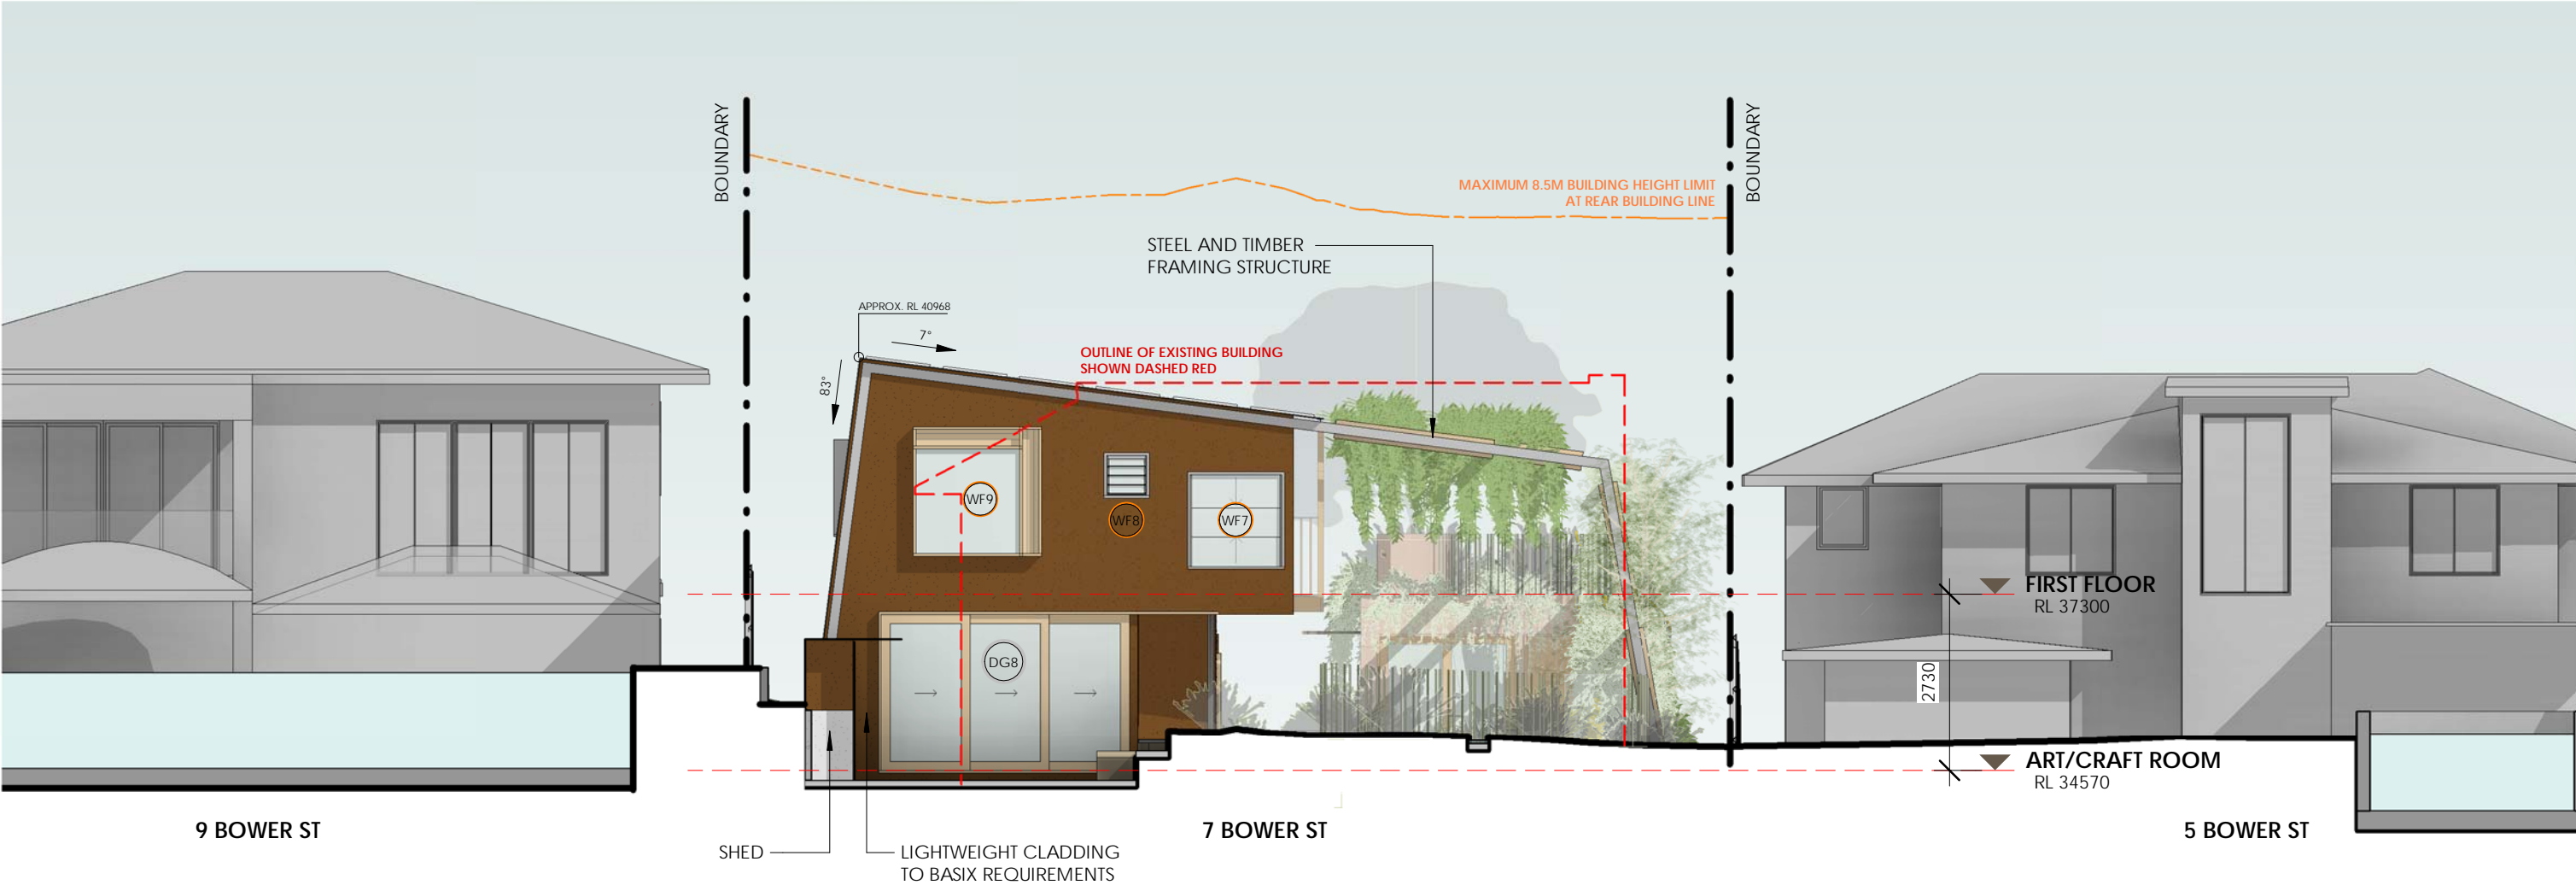 BOUNDARY
BOUNDARY
MAXIMUM 8.5M BUILDING HEIGHT LIMIT
AT REAR BUILDING LINE
STEEL AND TIMBER
FRAMING STRUCTURE
APPROX. RL 40968
7°
83°
OUTLINE OF EXISTING BUILDING
SHOWN DASHED RED
WF9
WF8
WF7
FIRST FLOOR
RL 37300
DG8
2730
ART/CRAFT ROOM
RL 34570
9 BOWER ST
7 BOWER ST
5 BOWER ST
SHED
LIGHTWEIGHT CLADDING
TO BASIX REQUIREMENTS